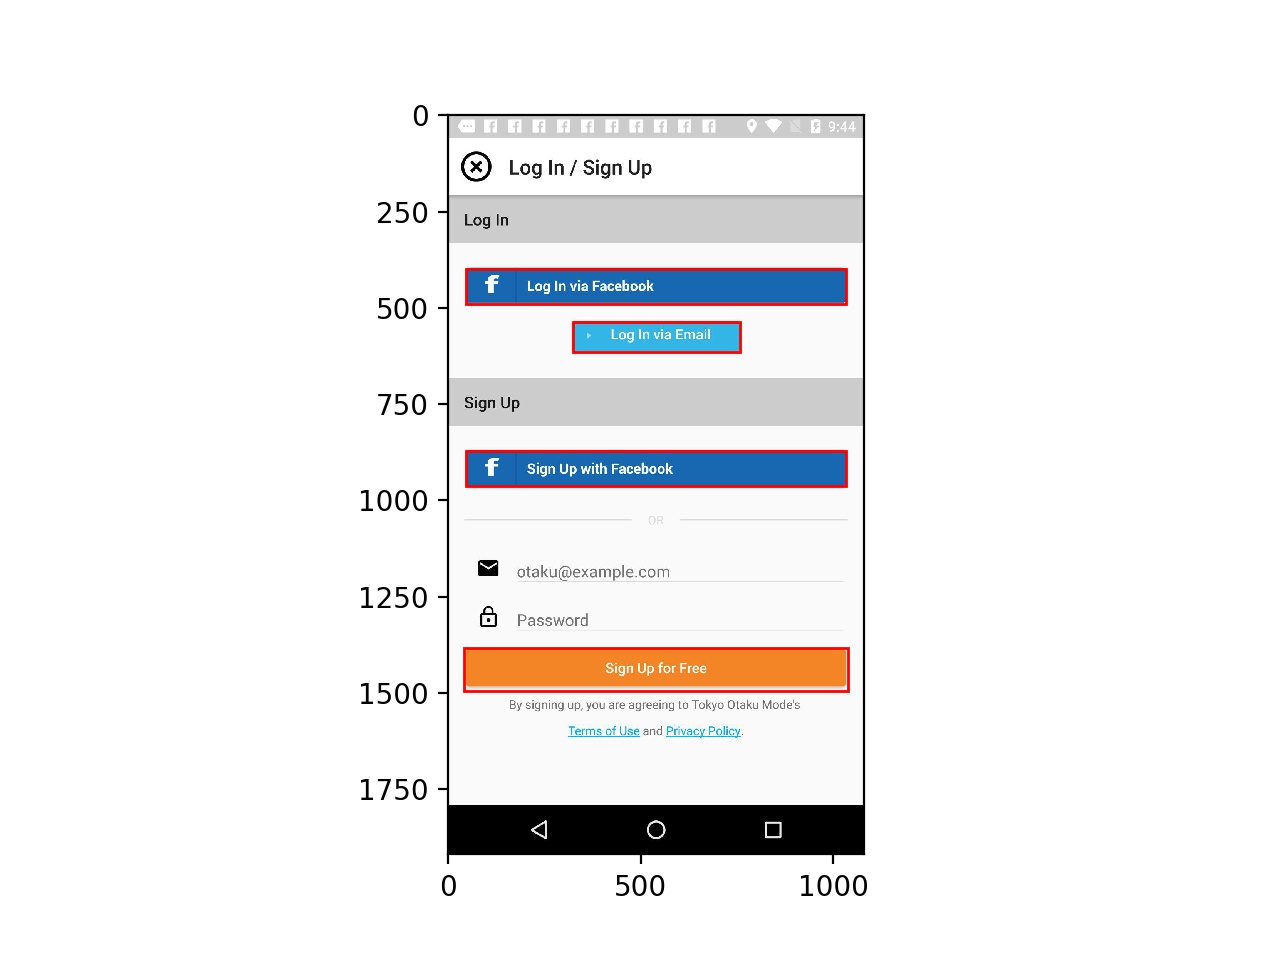 0
9:44
Log In / Sign Up
250
Log In
f Log In via Facebook
500
Log In via Email
750
Sign Up
f Sign Up with Facebook
1000
OR
otaku@example.com
1250
Password
Sign Up for Free
1500
By signing up, you are agreeing to Tokyo Otaku Mode's
Terms of Use and Privacy Policy.
1750
0 500 1000